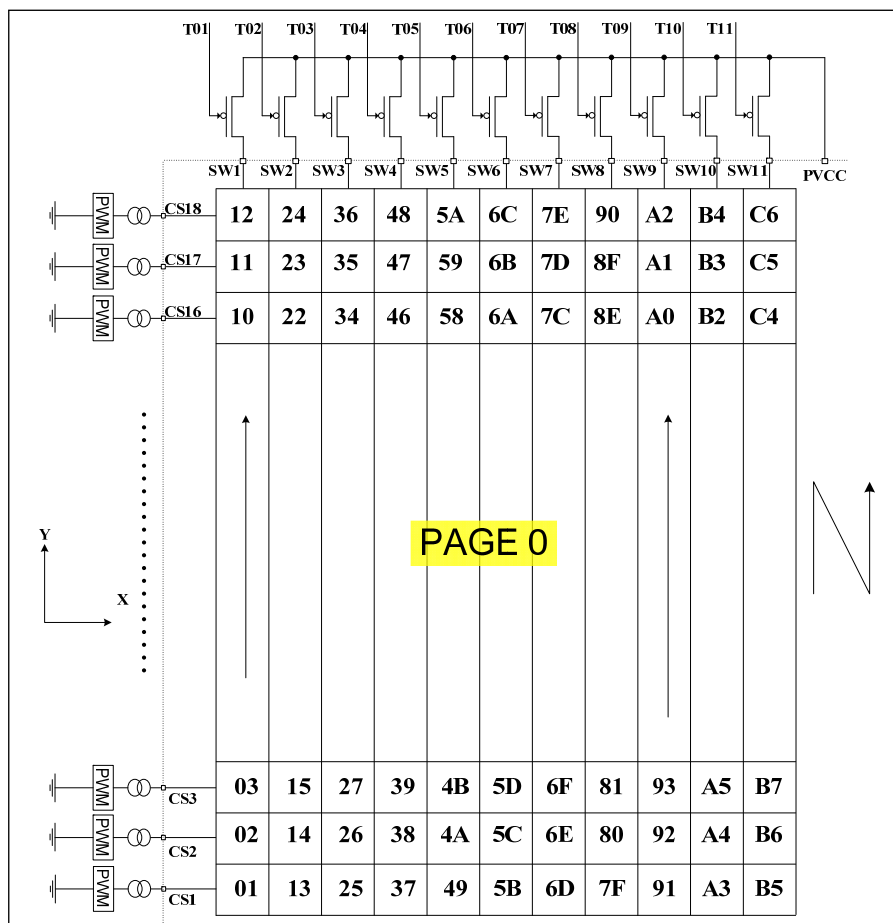 T01 T02 T03 T04 T05 T06 T07 T08 T09 T10 T11
SW1 SW2 SW3 SW4 SW5 SW6 SW7 SW8 SW9 SW10 SW11 PVCC
PWM CS18 12 24 36 48 5A 6C 7E 90 A2 B4 C6
PWM CS17 11 23 35 47 59 6B 7D 8F A1 B3 C5
PWM CS16 10 22 34 46 58 6A 7C 8E A0 B2 C4
PAGE 0
Y
X
PWM CS3 03 15 27 39 4B 5D 6F 81 93 A5 B7
PWM CS2 02 14 26 38 4A 5C 6E 80 92 A4 B6
PWM CS1 01 13 25 37 49 5B 6D 7F 91 A3 B5